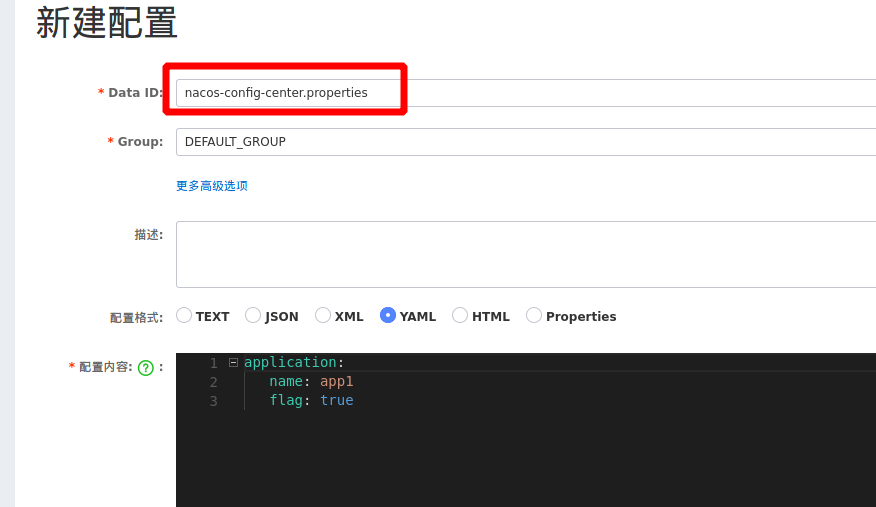 新建配置
* Data ID: nacos-config-center.properties
* Group: DEFAULT_GROUP
更多高级选项
描述:
配置格式: TEXT JSON XML YAML HTML Properties
* 配置内容: ? :
1 application:
2 name: app1
3 flag: true